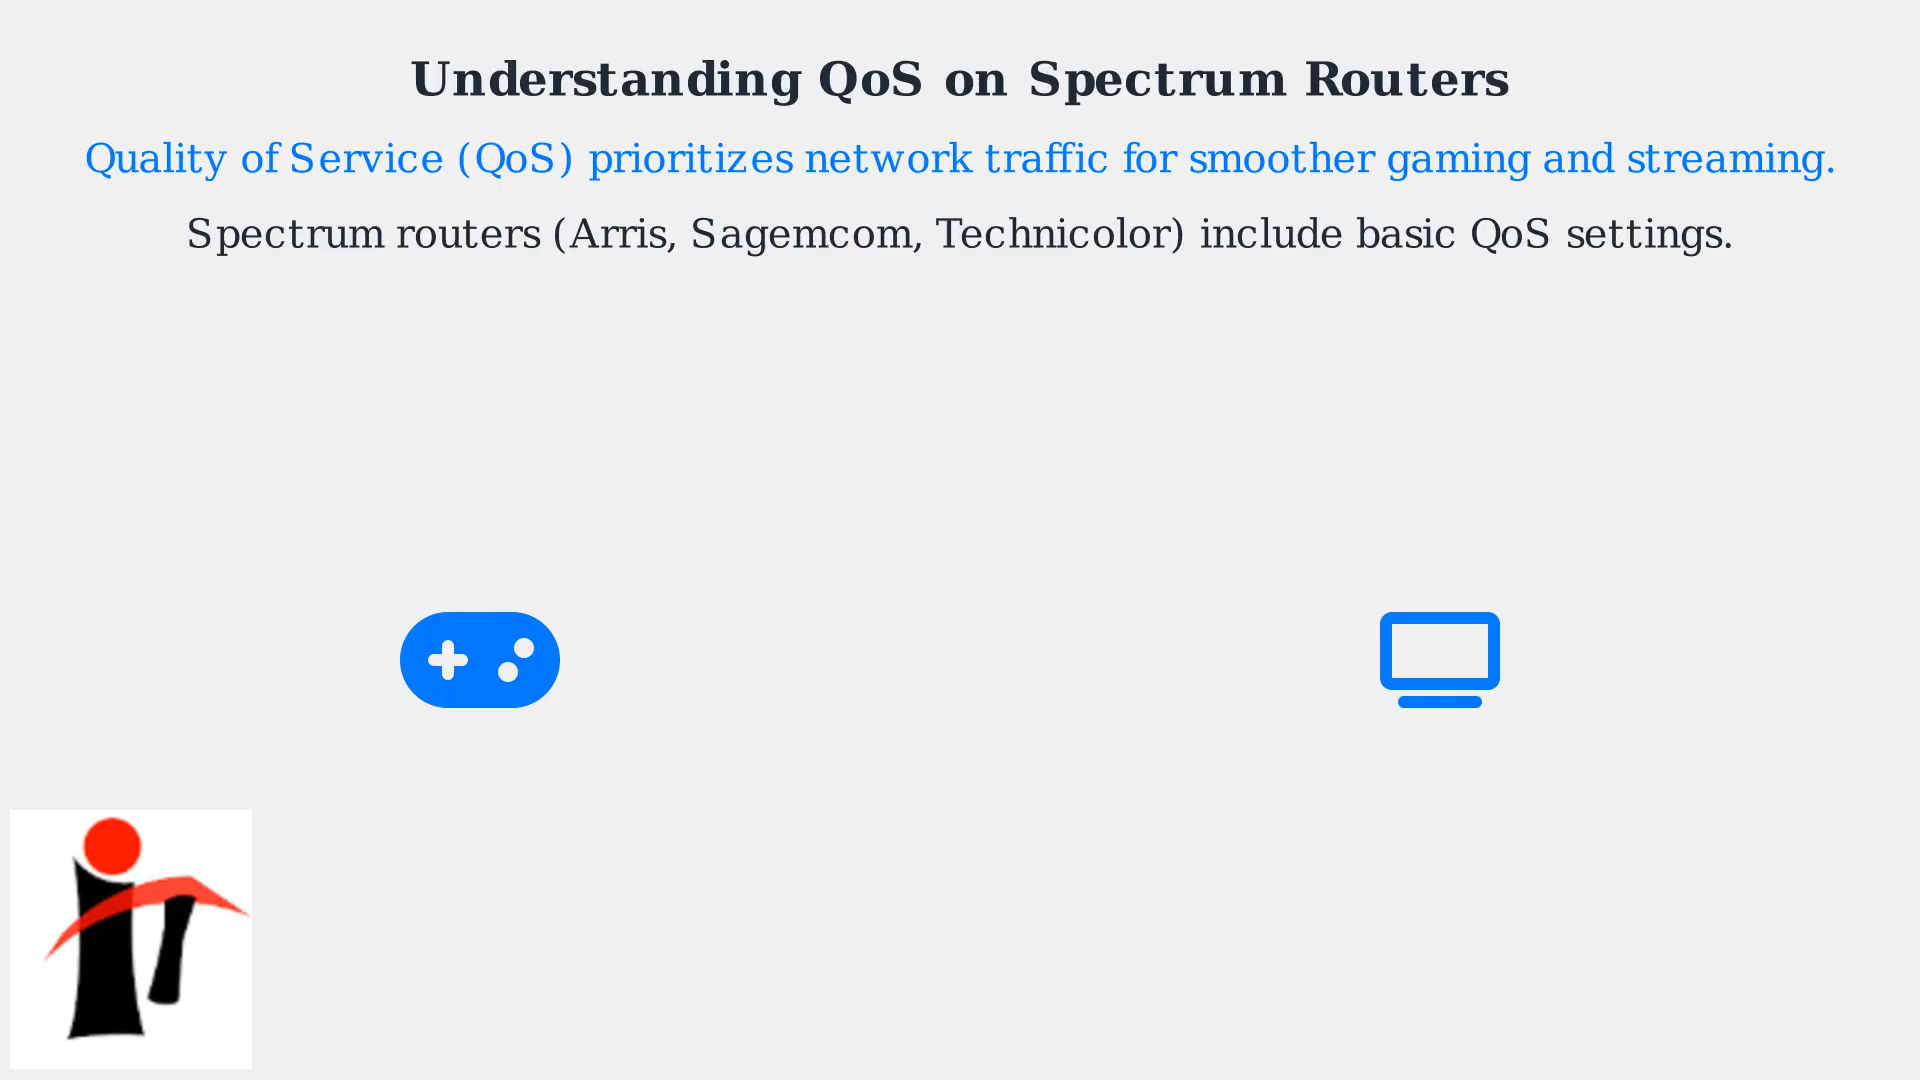 Understanding QoS on Spectrum Routers
Quality of Service (QoS) prioritizes network traffic for smoother gaming and streaming.
Spectrum routers (Arris, Sagemcom, Technicolor) include basic QoS settings.